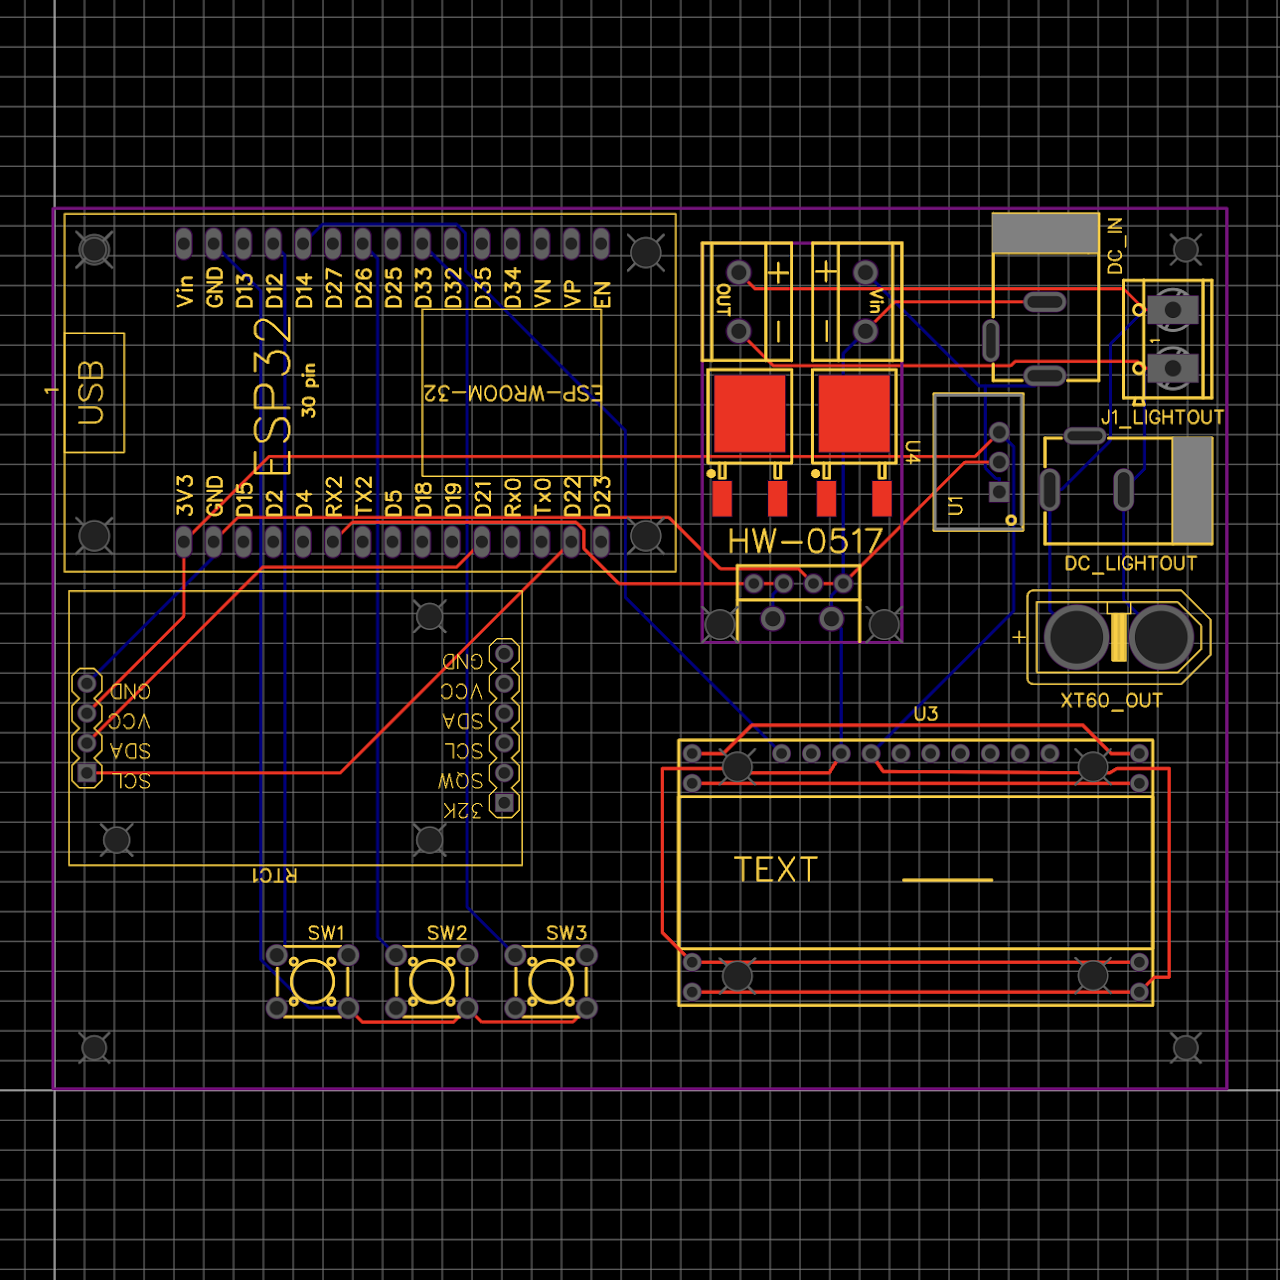 Vin
GND
D13
D12
D14
D27
D26
D25
D33
D32
D35
D34
VN
VP
EN
1
USB
ESP32
30 pin
ESP-WROOM-32
3V3
GND
D15
D2
D4
RX2
TX2
D5
D18
D19
D21
Rx0
Tx0
D22
D23
OUT
+
−
+
−
Vin
U4
HW-0517
DC_IN
1
J1_LIGHTOUT
U1
DC_LIGHTOUT
+
XT60_OUT
GND
VCC
SDA
SCL
GND
VCC
SDA
SCL
SQW
32K
RTC1
U3
TEXT
SW1
SW2
SW3